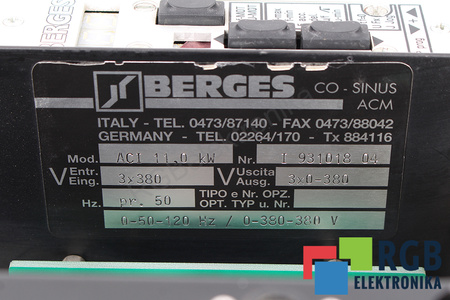 BERGES
BERGES CO - SINUS
ACM
ITALY - TEL. 0473/87140 - FAX 0473/88042
GERMANY - TEL. 02264/170 - Tx 884116
Mod. ACI 11,0 kW Nr. I 931018 04
V Entr. Eing. 3x380 V Uscita Ausg. 3x0-380
Hz. pr. 50 TIPO e Nr. OPZ. OPT. TYP u. Nr.
0-50-120 Hz / 0-380-380 V
RGB
ELEKTRONIKA